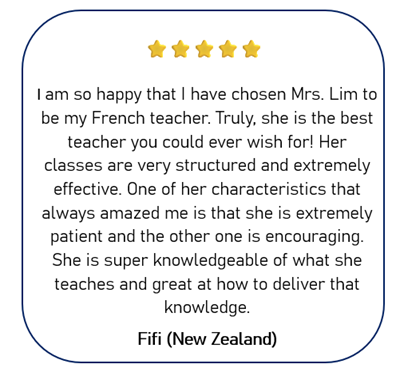 I am so happy that I have chosen Mrs. Lim to
be my French teacher. Truly, she is the best
teacher you could ever wish for! Her
classes are very structured and extremely
effective. One of her characteristics that
always amazed me is that she is extremely
patient and the other one is encouraging.
She is super knowledgeable of what she
teaches and great at how to deliver that
knowledge.
Fifi (New Zealand)